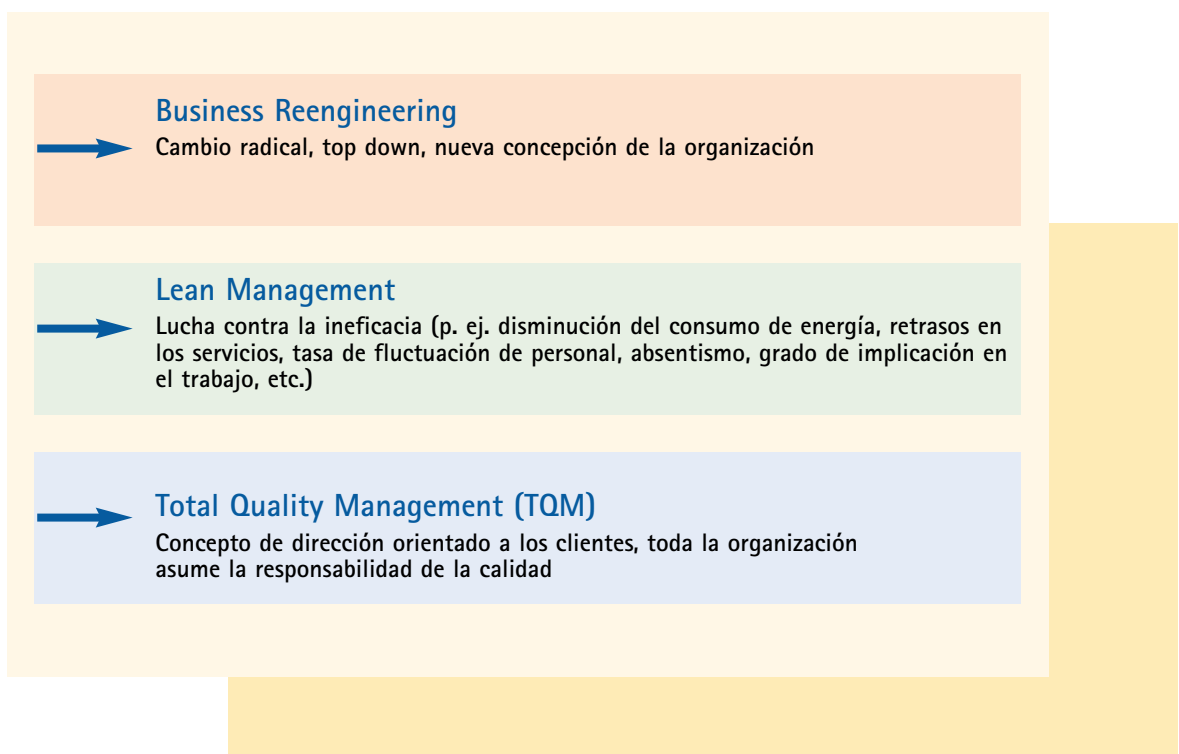 Business Reengineering
Cambio radical, top down, nueva concepción de la organización
Lean Management
Lucha contra la ineficacia (p. ej. disminución del consumo de energía, retrasos en
los servicios, tasa de fluctuación de personal, absentismo, grado de implicación en
el trabajo, etc.)
Total Quality Management (TQM)
Concepto de dirección orientado a los clientes, toda la organización
asume la responsabilidad de la calidad